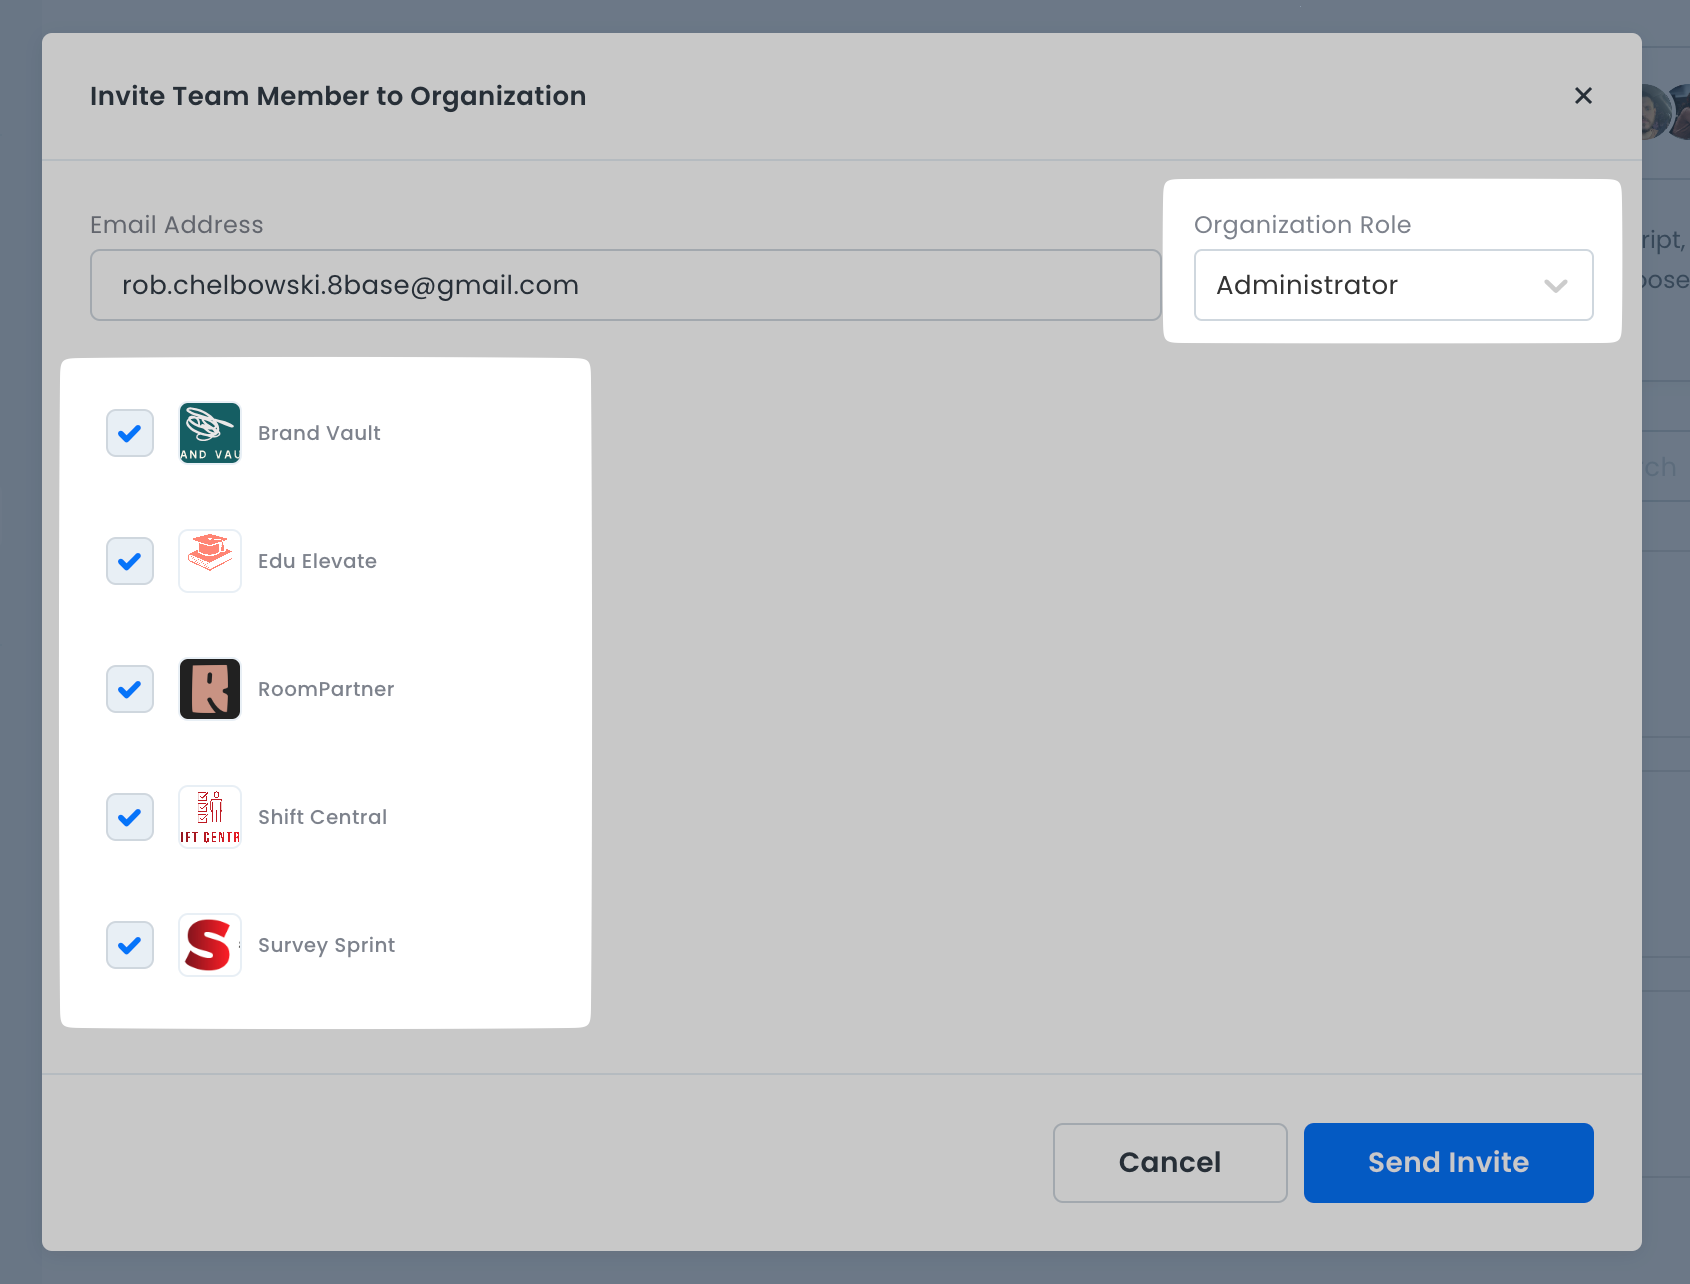 Invite Team Member to Organization
Email Address
Organization Role
rob.chelbowski.8base@gmail.com
Administrator
Brand Vault
AND VAU
Edu Elevate
RoomPartner
R
Shift Central
IFT CENTR
Survey Sprint
S
Cancel
Send Invite
ript,
pose
ch